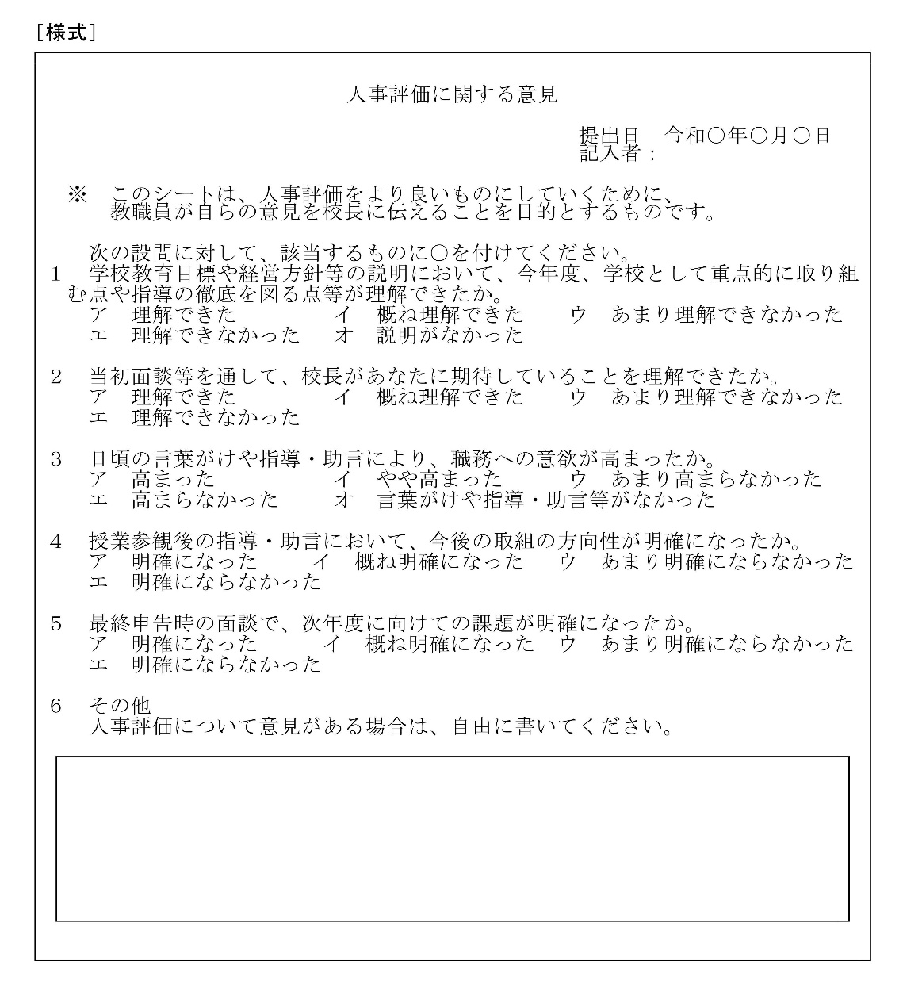 ［様式］
人事評価に関する意見
提出日　令和〇年〇月〇日
記入者：
※　このシートは、人事評価をより良いものにしていくために、
教職員が自らの意見を校長に伝えることを目的とするものです。
次の設問に対して、該当するものに〇を付けてください。
１　学校教育目標や経営方針等の説明において、今年度、学校として重点的に取り組
む点や指導の徹底を図る点等が理解できたか。
ア　理解できた　　　　　イ　概ね理解できた　　ウ　あまり理解できなかった
エ　理解できなかった　　オ　説明がなかった
２　当初面談等を通して、校長があなたに期待していることを理解できたか。
ア　理解できた　　　　　イ　概ね理解できた　　ウ　あまり理解できなかった
エ　理解できなかった
３　日頃の言葉がけや指導・助言により、職務への意欲が高まったか。
ア　高まった　　　　　　イ　やや高まった　　　ウ　あまり高まらなかった
エ　高まらなかった　　　オ　言葉がけや指導・助言等がなかった
４　授業参観後の指導・助言において、今後の取組の方向性が明確になったか。
ア　明確になった　　　イ　概ね明確になった　　ウ　あまり明確にならなかった
エ　明確にならなかった
５　最終申告時の面談で、次年度に向けての課題が明確になったか。
ア　明確になった　　　イ　概ね明確になった　　ウ　あまり明確にならなかった
エ　明確にならなかった
６　その他
人事評価について意見がある場合は、自由に書いてください。